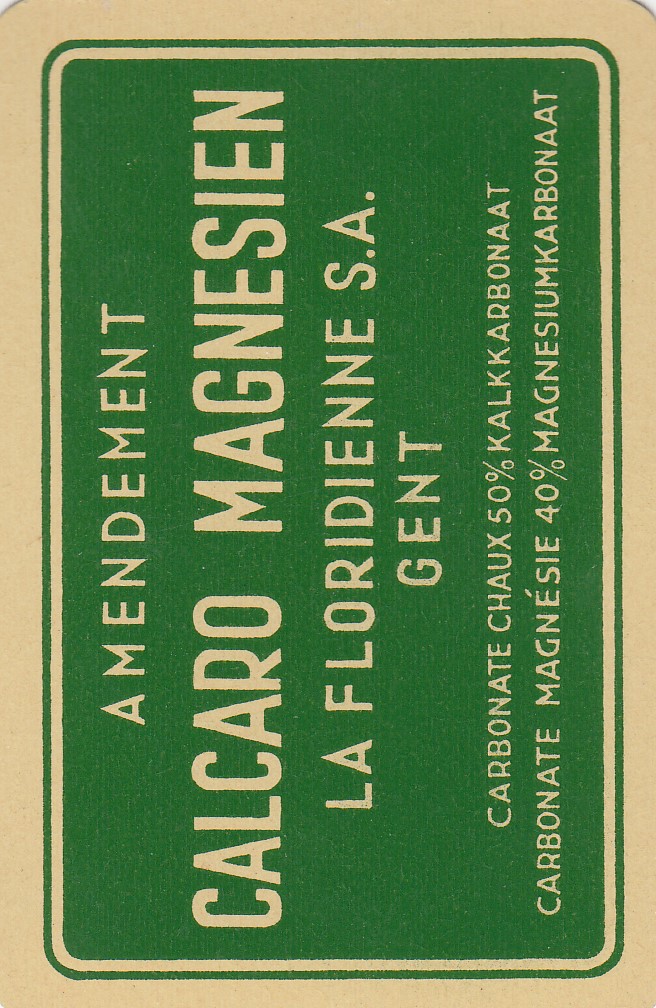 AMENDEMENT
CALCARO MAGNESIEN
LA FLORIDIENNE S.A.
GENT
CARBONATE CHAUX 50% KALKKARBONAAT
CARBONATE MAGNÉSIE 40% MAGNESIUMKARBONAAT